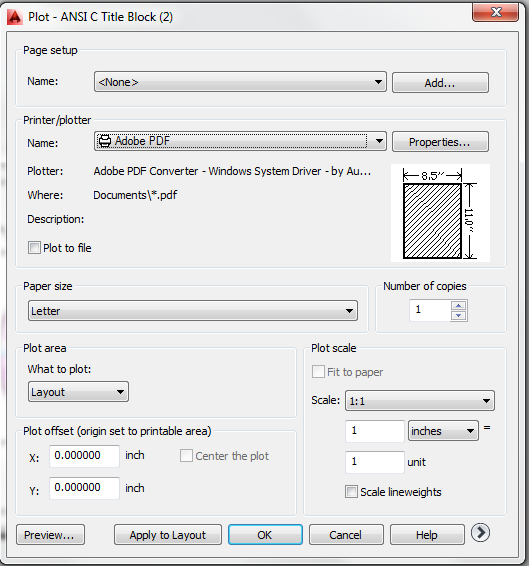 Plot - ANSI C Title Block (2)
Page setup
Name: <None> Add...
Printer/plotter
Name: Adobe PDF Properties...
Plotter: Adobe PDF Converter - Windows System Driver - by Au...
Where: Documents\*.pdf
Description:
Plot to file
8.5''
11.0''
Paper size
Letter
Number of copies
1
Plot area
What to plot:
Layout
Plot scale
Fit to paper
Scale: 1:1
1 inches =
1 unit
Scale lineweights
Plot offset (origin set to printable area)
X: 0.000000 inch Center the plot
Y: 0.000000 inch
Preview... Apply to Layout OK Cancel Help